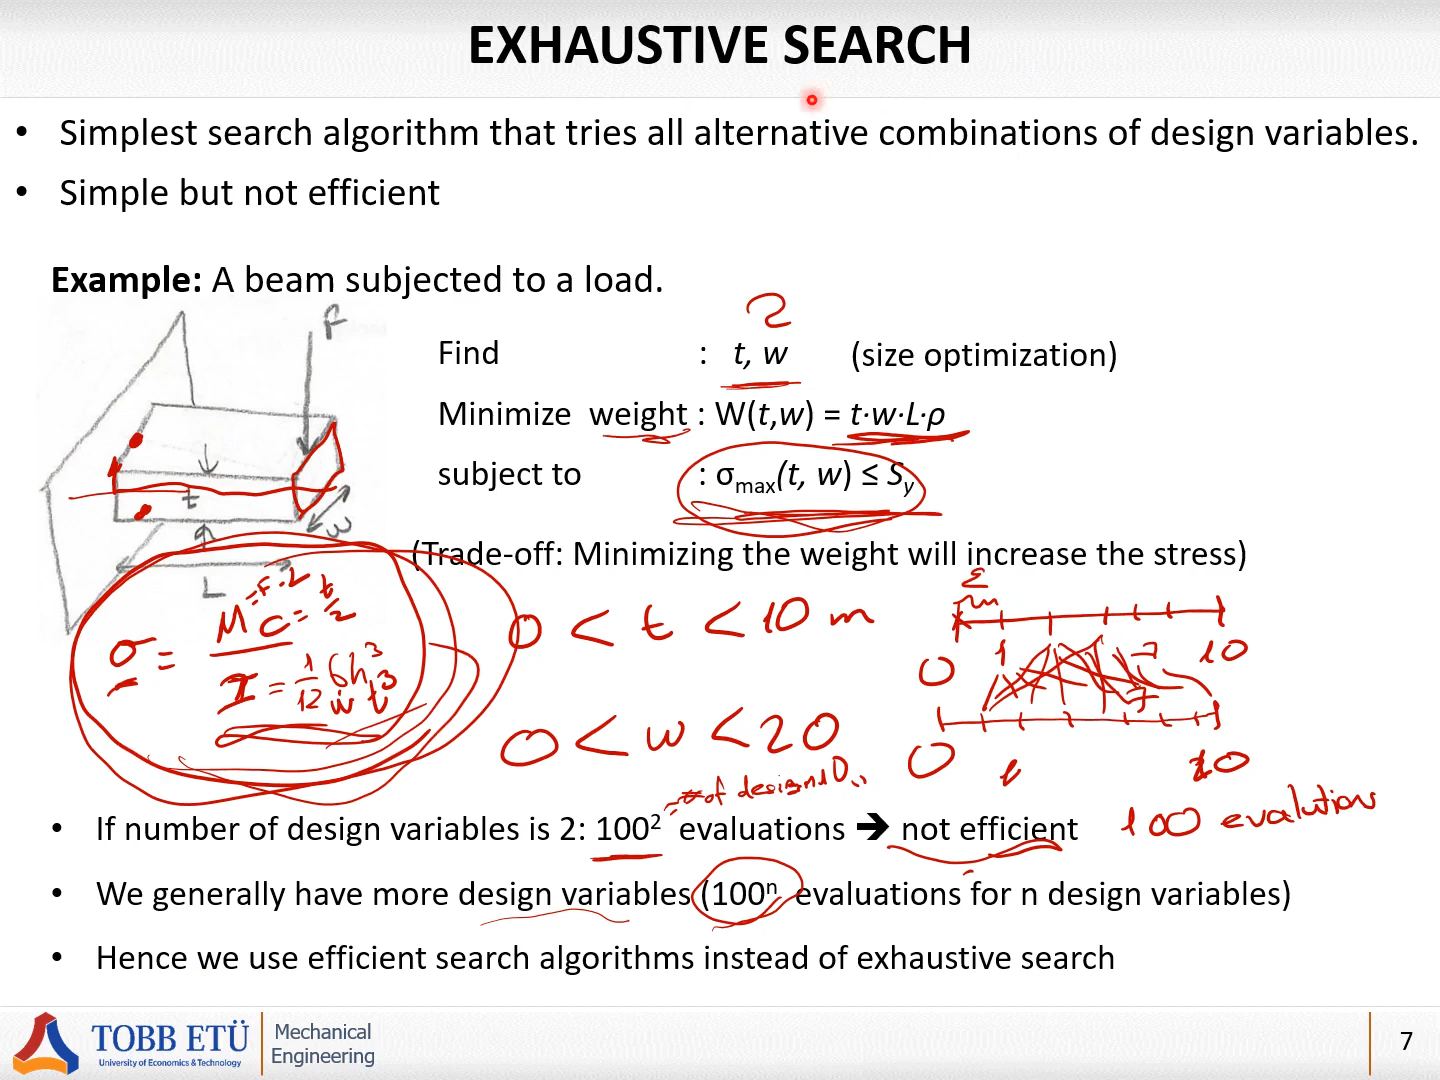 EXHAUSTIVE SEARCH
• Simplest search algorithm that tries all alternative combinations of design variables.
• Simple but not efficient
Example: A beam subjected to a load.
F
2
Find : t, w (size optimization)
Minimize weight : W(t,w) = t·w·L·ρ
subject to : σmax(t, w) ≤ Sy
t
w
L
(Trade-off: Minimizing the weight will increase the stress)
σ = M = F·L C = t/2
I = 1/12 bh³
w t³
0 < t < 10 m
0 1 10
0 < w < 20
0 1 20
# of design
• If number of design variables is 2: 100² evaluations ➔ not efficient
100 evalutions
• We generally have more design variables (100ⁿ evaluations for n design variables)
• Hence we use efficient search algorithms instead of exhaustive search
TOBB ETÜ
University of Economics & Technology
Mechanical
Engineering
7